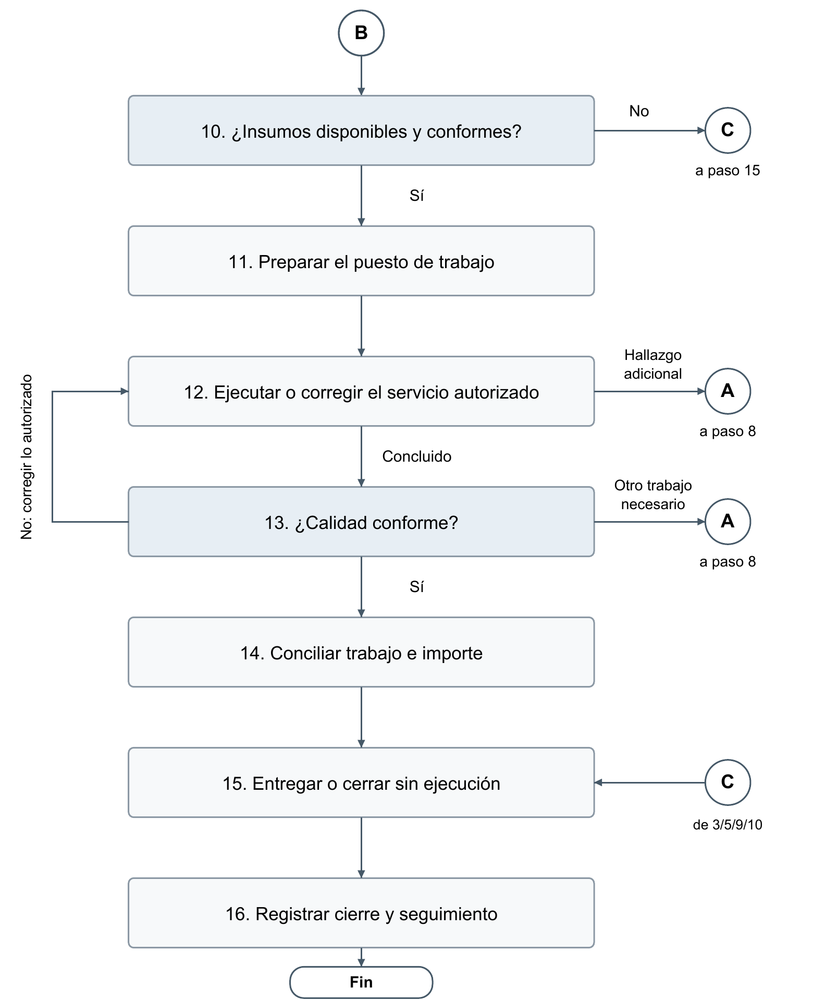 B
10. ¿Insumos disponibles y conformes?
No
C
a paso 15
Sí
11. Preparar el puesto de trabajo
12. Ejecutar o corregir el servicio autorizado
Hallazgo
adicional
A
a paso 8
No: corregir lo autorizado
Concluido
13. ¿Calidad conforme?
Otro trabajo
necesario
A
a paso 8
Sí
14. Conciliar trabajo e importe
15. Entregar o cerrar sin ejecución
C
de 3/5/9/10
16. Registrar cierre y seguimiento
Fin